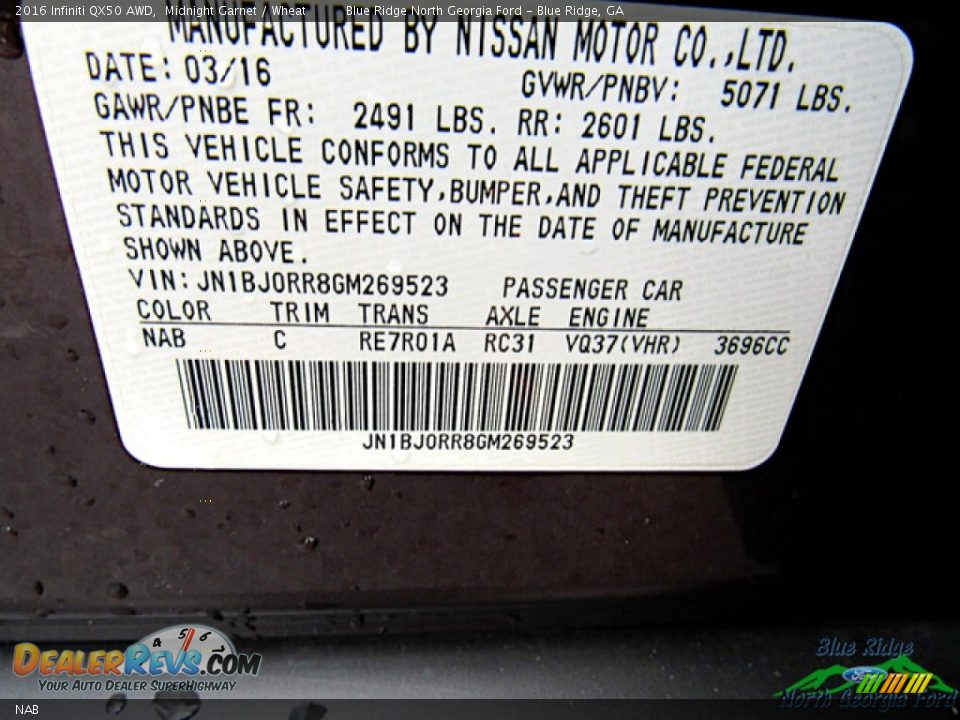 2016 Infiniti QX50 AWD, Midnight Garnet / Wheat Blue Ridge North Georgia Ford - Blue Ridge, GA
MANUFACTURED BY NISSAN MOTOR CO.,LTD.
DATE: 03/16 GVWR/PNBV: 5071 LBS.
GAWR/PNBE FR: 2491 LBS. RR: 2601 LBS.
THIS VEHICLE CONFORMS TO ALL APPLICABLE FEDERAL
MOTOR VEHICLE SAFETY,BUMPER,AND THEFT PREVENTION
STANDARDS IN EFFECT ON THE DATE OF MANUFACTURE
SHOWN ABOVE.
VIN: JN1BJ0RR8GM269523 PASSENGER CAR
COLOR TRIM TRANS AXLE ENGINE
NAB C RE7R01A RC31 VQ37(VHR) 3696CC
JN1BJ0RR8GM269523
4 5 6
DEALERREVS.COM
YOUR AUTO DEALER SUPERHIGHWAY
Blue Ridge
Ford
North Georgia Ford
NAB